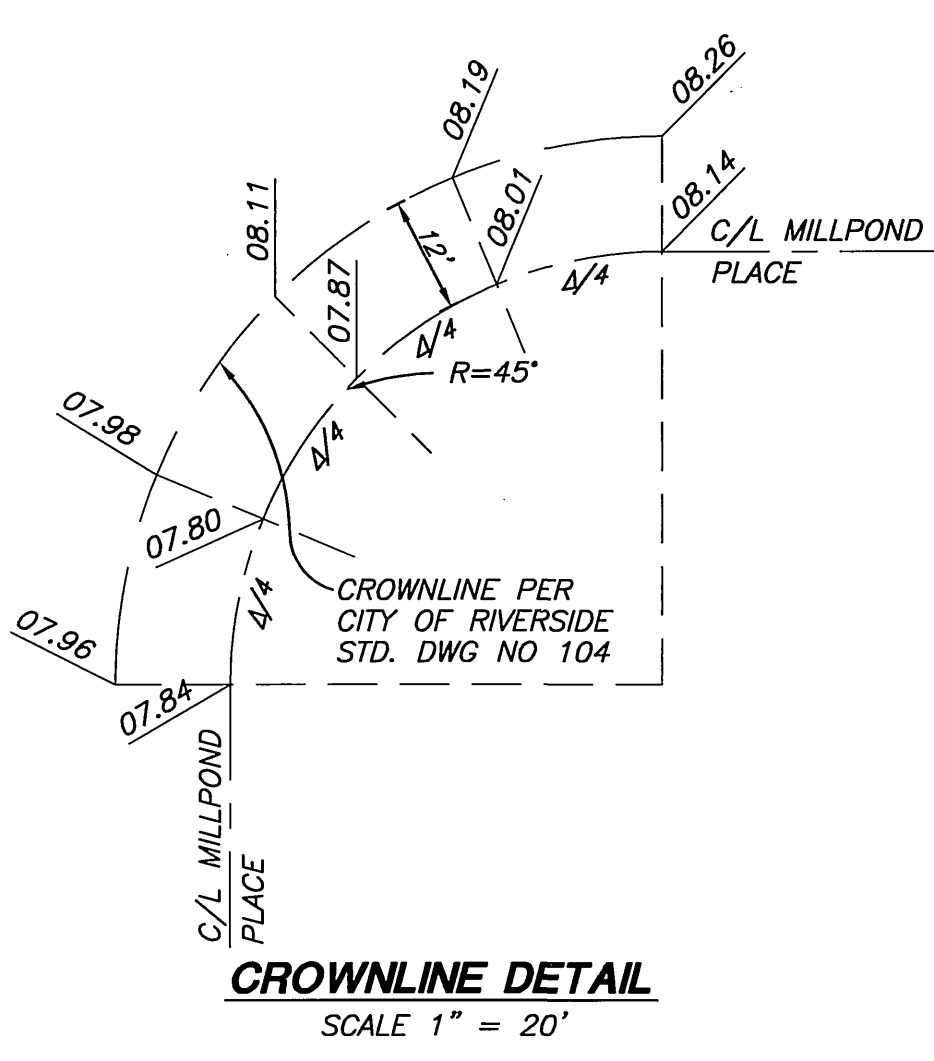 08.26
08.19
08.14
08.01
C/L MILLPOND
PLACE
08.11
12'
07.87
Δ/4
Δ/4
R=45°
07.98
Δ/4
07.80
Δ/4
CROWNLINE PER
CITY OF RIVERSIDE
STD. DWG NO 104
07.96
07.84
C/L MILLPOND
PLACE
CROWNLINE DETAIL
SCALE 1" = 20'